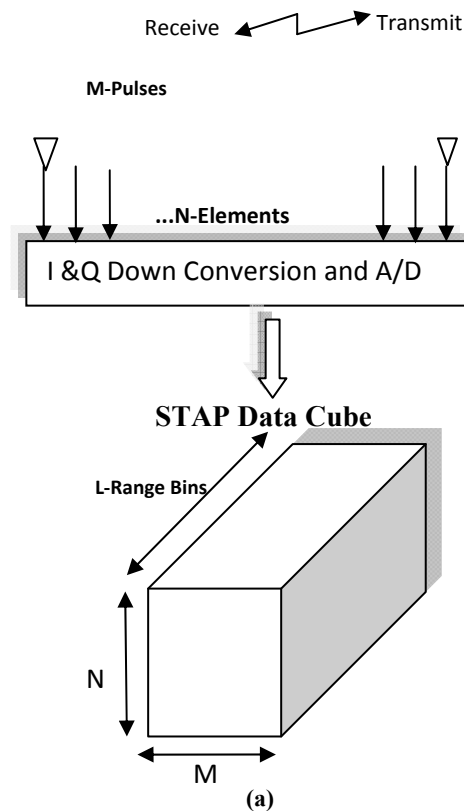 Receive
Transmit
M-Pulses
...N-Elements
I &Q Down Conversion and A/D
STAP Data Cube
L-Range Bins
N
M
(a)